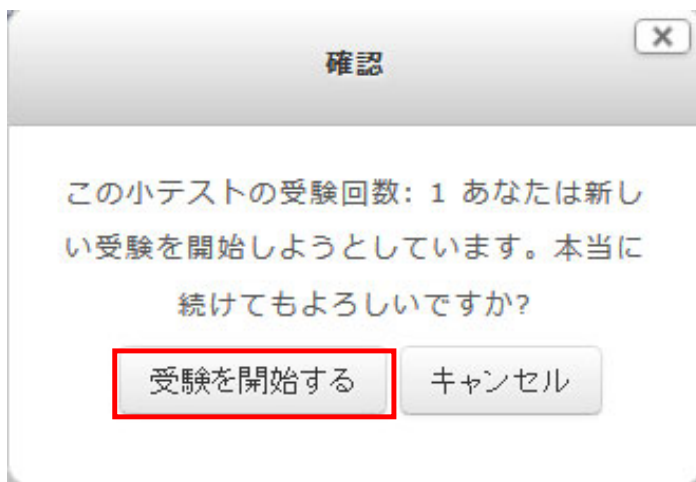 確認
この小テストの受験回数: 1 あなたは新し
い受験を開始しようとしています。本当に
続けてもよろしいですか?
受験を開始する キャンセル